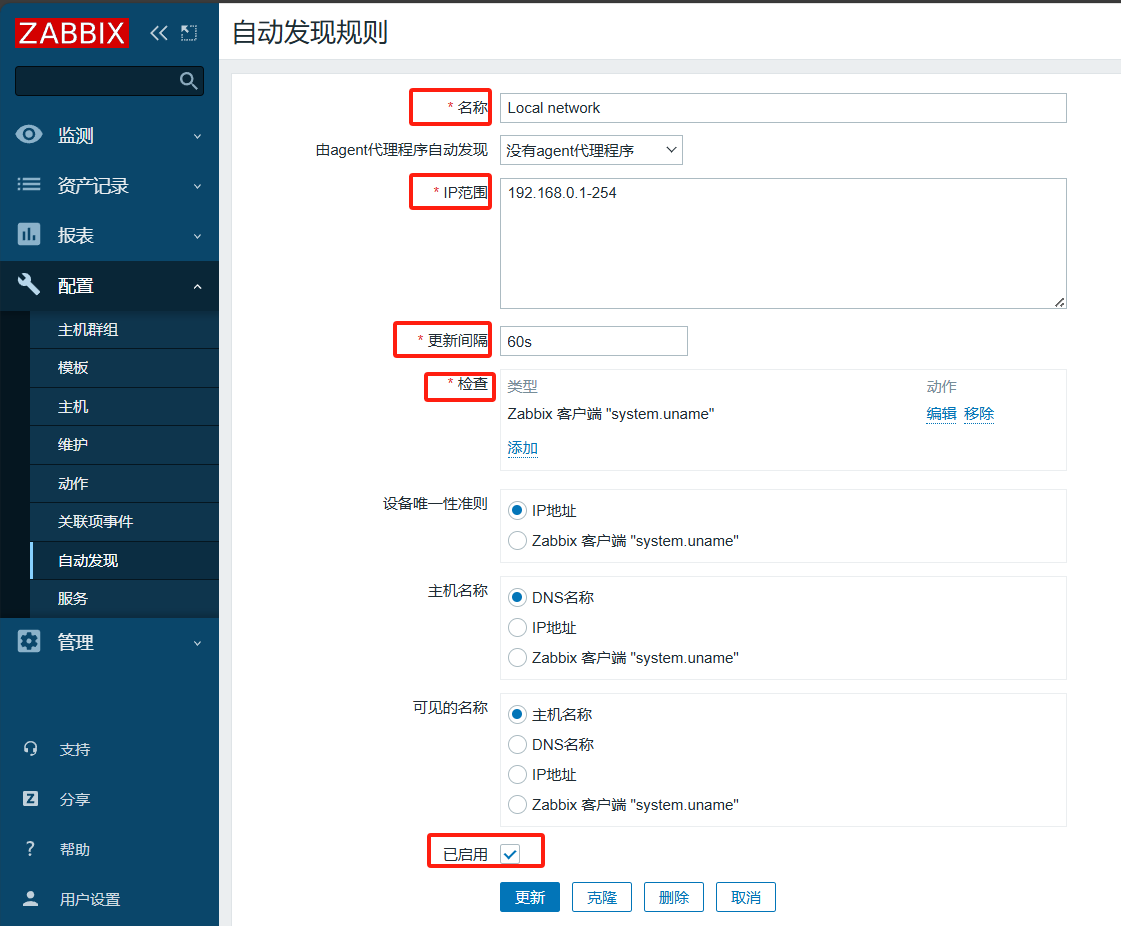 ZABBIX
监测
资产记录
报表
配置
主机群组
模板
主机
维护
动作
关联项事件
自动发现
服务
管理
支持
Z 分享
? 帮助
用户设置
自动发现规则
* 名称 Local network
由agent代理程序自动发现 没有agent代理程序
* IP范围 192.168.0.1-254
* 更新间隔 60s
* 检查 类型 动作
Zabbix 客户端 "system.uname" 编辑 移除
添加
设备唯一性准则 IP地址
Zabbix 客户端 "system.uname"
主机名称 DNS名称
IP地址
Zabbix 客户端 "system.uname"
可见的名称 主机名称
DNS名称
IP地址
Zabbix 客户端 "system.uname"
已启用
更新 克隆 删除 取消